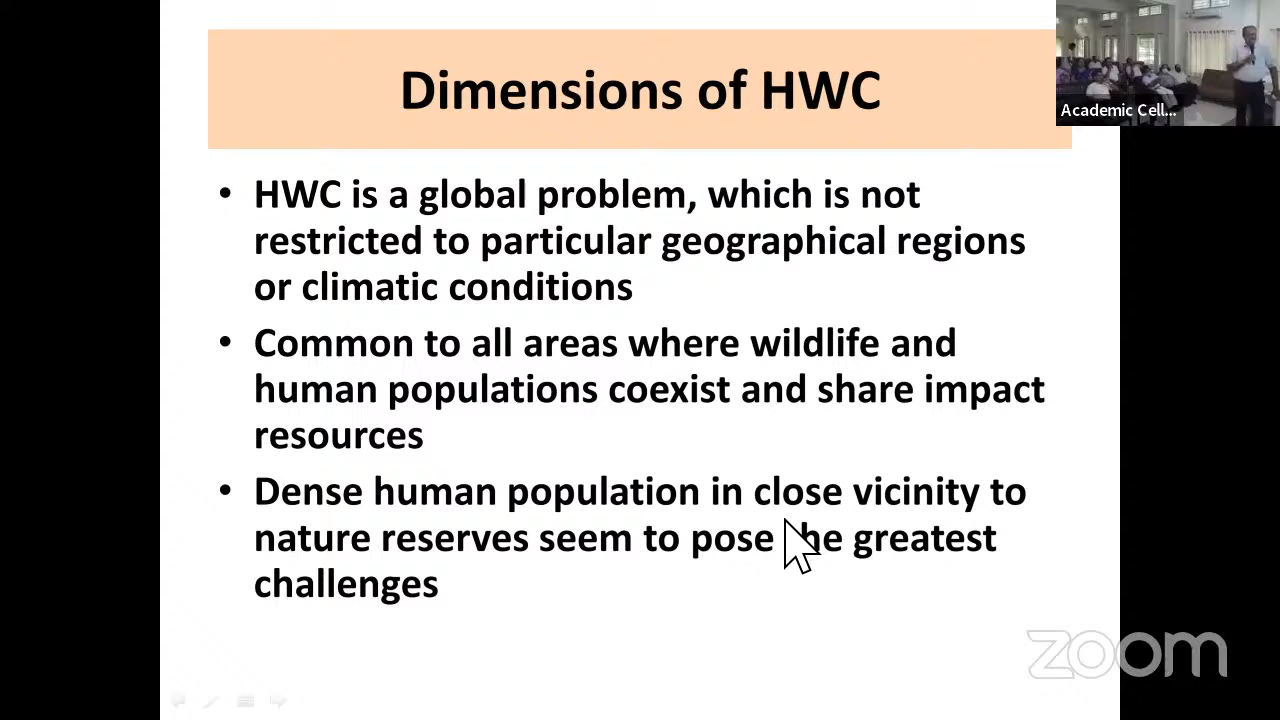 Dimensions of HWC
Academic Cell...
• HWC is a global problem, which is not
restricted to particular geographical regions
or climatic conditions
• Common to all areas where wildlife and
human populations coexist and share impact
resources
• Dense human population in close vicinity to
nature reserves seem to pose the greatest
challenges
zoom